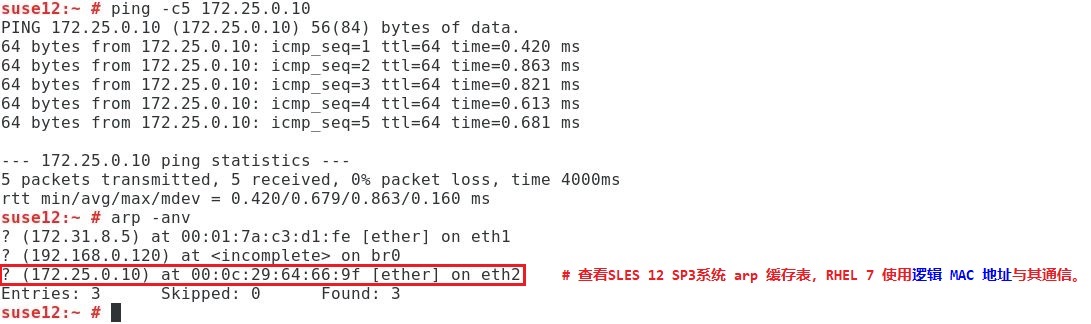 suse12:~ # ping -c5 172.25.0.10
PING 172.25.0.10 (172.25.0.10) 56(84) bytes of data.
64 bytes from 172.25.0.10: icmp_seq=1 ttl=64 time=0.420 ms
64 bytes from 172.25.0.10: icmp_seq=2 ttl=64 time=0.863 ms
64 bytes from 172.25.0.10: icmp_seq=3 ttl=64 time=0.821 ms
64 bytes from 172.25.0.10: icmp_seq=4 ttl=64 time=0.613 ms
64 bytes from 172.25.0.10: icmp_seq=5 ttl=64 time=0.681 ms
--- 172.25.0.10 ping statistics ---
5 packets transmitted, 5 received, 0% packet loss, time 4000ms
rtt min/avg/max/mdev = 0.420/0.679/0.863/0.160 ms
suse12:~ # arp -anv
? (172.31.8.5) at 00:01:7a:c3:d1:fe [ether] on eth1
? (192.168.0.120) at <incomplete> on br0
? (172.25.0.10) at 00:0c:29:64:66:9f [ether] on eth2 # 查看SLES 12 SP3系统 arp 缓存表, RHEL 7 使用逻辑 MAC 地址与其通信。
Entries: 3 Skipped: 0 Found: 3
suse12:~ #